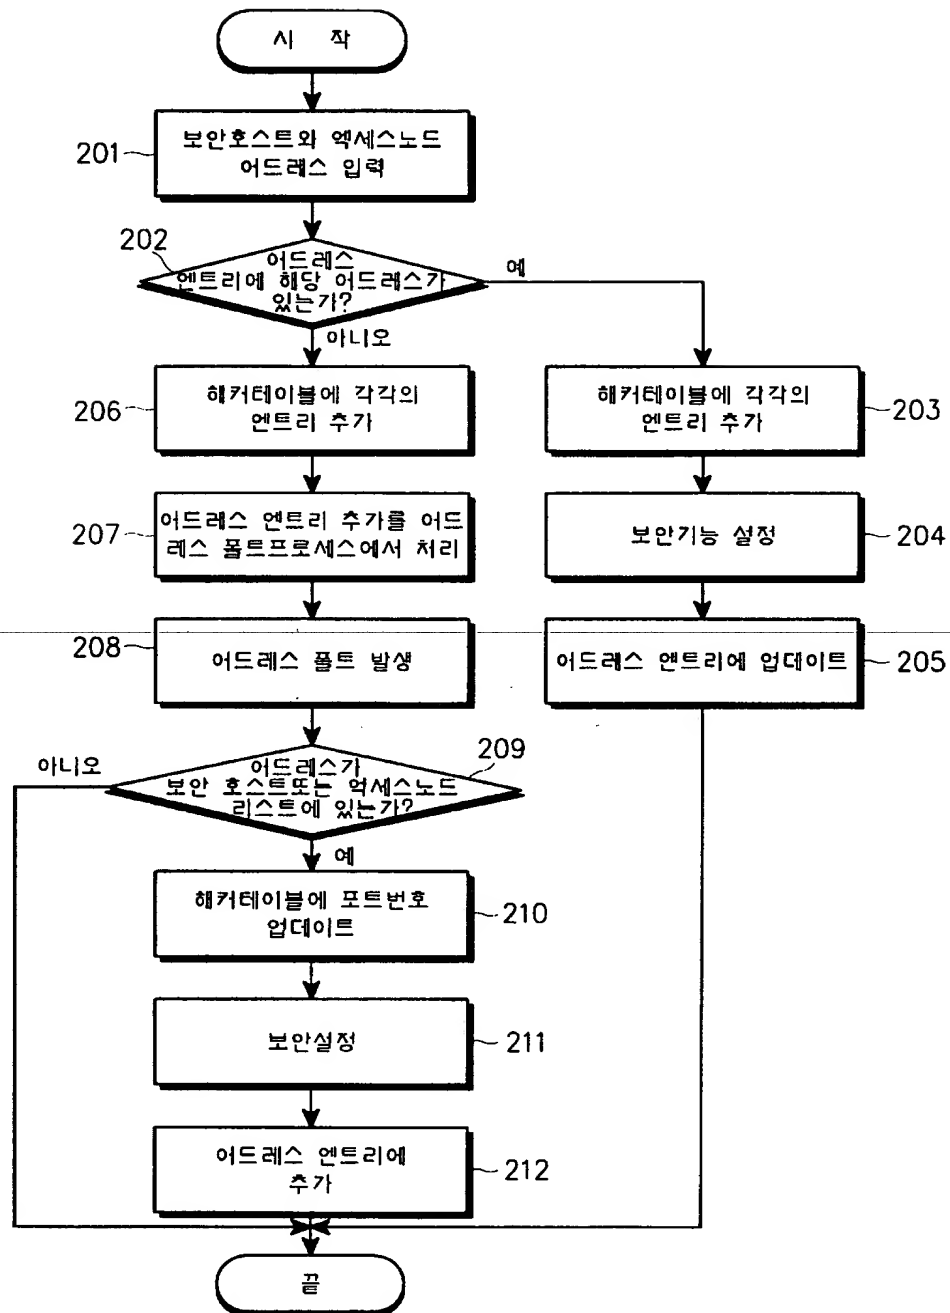 시 작
201
보안호스트와 엑세스노드
어드레스 입력
202
어드레스
엔트리에 해당 어드레스가
있는가?
예
아니오
206
해커테이블에 각각의
엔트리 추가
해커테이블에 각각의
엔트리 추가
203
207
어드레스 엔트리 추가를 어드
레스 폴트프로세스에서 처리
보안기능 설정
204
208
어드레스 폴트 발생
어드레스 엔트리에 업데이트
205
아니오
어드레스가
보안 호스트또는 억세스노드
리스트에 있는가?
209
예
해커테이블에 포트번호
업데이트
210
보안설정
211
어드레스 엔트리에
추가
212
끝